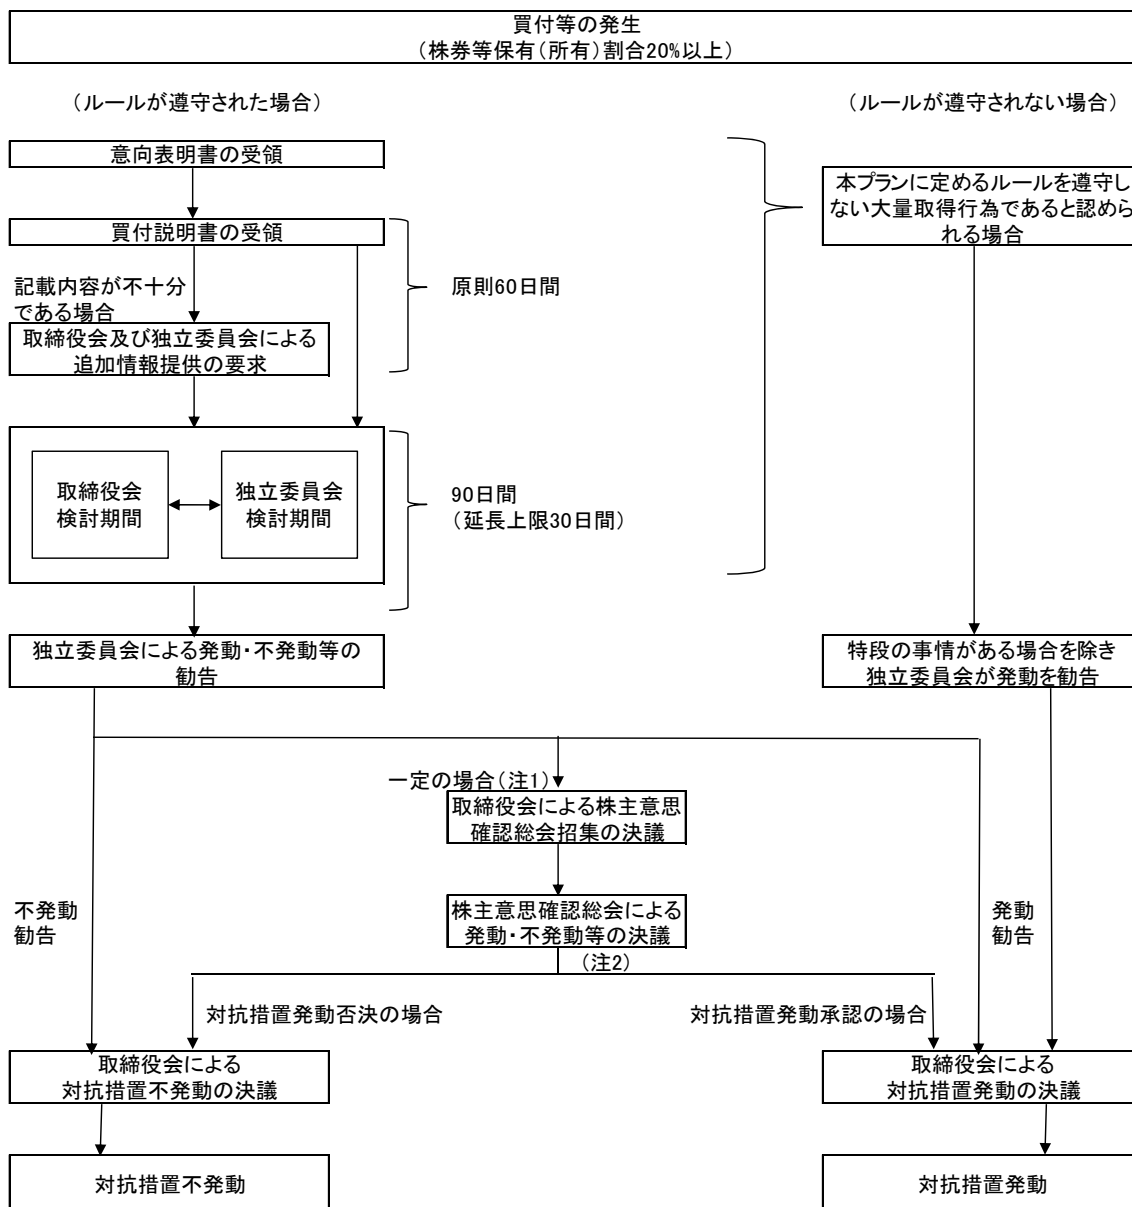 買付等の発生
(株券等保有(所有)割合20%以上)
(ルールが遵守された場合)
(ルールが遵守されない場合)
意向表明書の受領
本プランに定めるルールを遵守し
ない大量取得行為であると認めら
れる場合
買付説明書の受領
記載内容が不十分
である場合
原則60日間
取締役会及び独立委員会による
追加情報提供の要求
取締役会
検討期間
独立委員会
検討期間
90日間
(延長上限30日間)
独立委員会による発動・不発動等の
勧告
特段の事情がある場合を除き
独立委員会が発動を勧告
一定の場合(注1)
取締役会による株主意思
確認総会招集の決議
不発動
勧告
株主意思確認総会による
発動・不発動等の決議
発動
勧告
(注2)
対抗措置発動否決の場合
対抗措置発動承認の場合
取締役会による
対抗措置不発動の決議
取締役会による
対抗措置発動の決議
対抗措置不発動
対抗措置発動